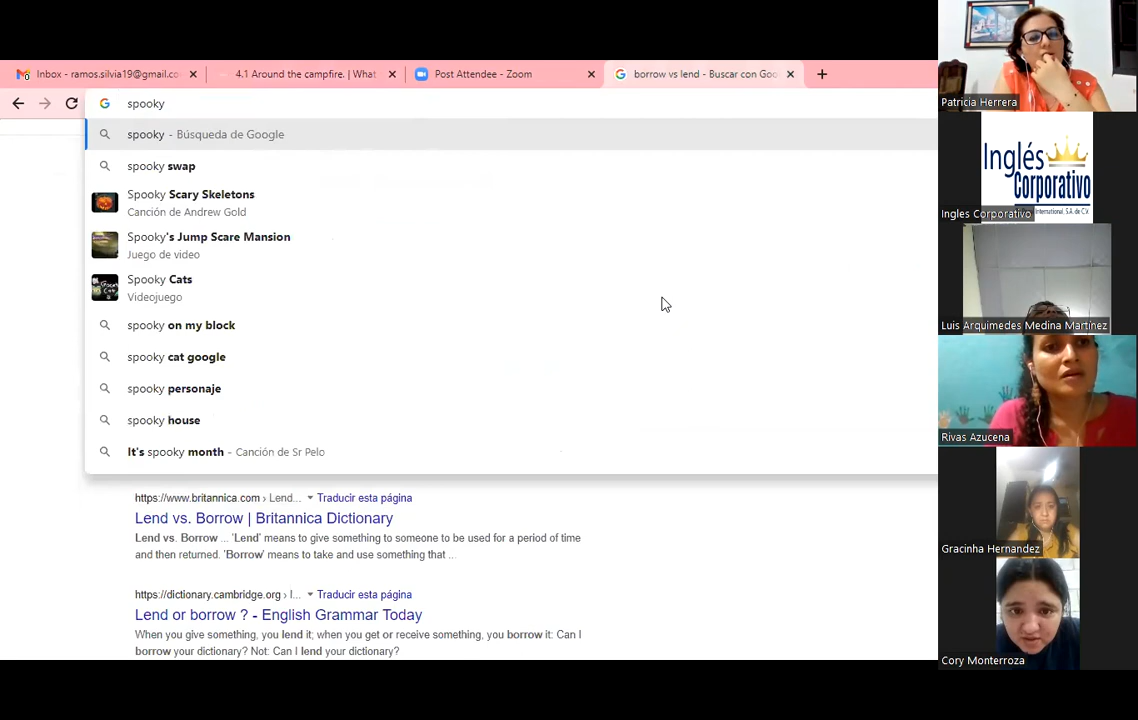 Inbox - ramos.silvia19@gmail.co
4.1 Around the campfire. | What
Post Attendee - Zoom
borrow vs lend - Buscar con Goo
spooky
spooky - Búsqueda de Google
spooky swap
Spooky Scary Skeletons
Canción de Andrew Gold
Spooky's Jump Scare Mansion
Juego de video
Spooky Cats
Videojuego
spooky on my block
spooky cat google
spooky personaje
spooky house
It's spooky month - Canción de Sr Pelo
https://www.britannica.com › Lend... Traducir esta página
Lend vs. Borrow | Britannica Dictionary
Lend vs. Borrow ... 'Lend' means to give something to someone to be used for a period of time
and then returned. 'Borrow' means to take and use something that ...
https://dictionary.cambridge.org › l... Traducir esta página
Lend or borrow ? - English Grammar Today
When you give something, you lend it; when you get or receive something, you borrow it: Can I
borrow your dictionary? Not: Can I lend your dictionary?
Patricia Herrera
Inglés
Corporativo
International, S.A. de C.V.
Ingles Corporativo
Luis Arquimedes Medina Martínez
Rivas Azucena
Gracinha Hernandez
Cory Monterroza